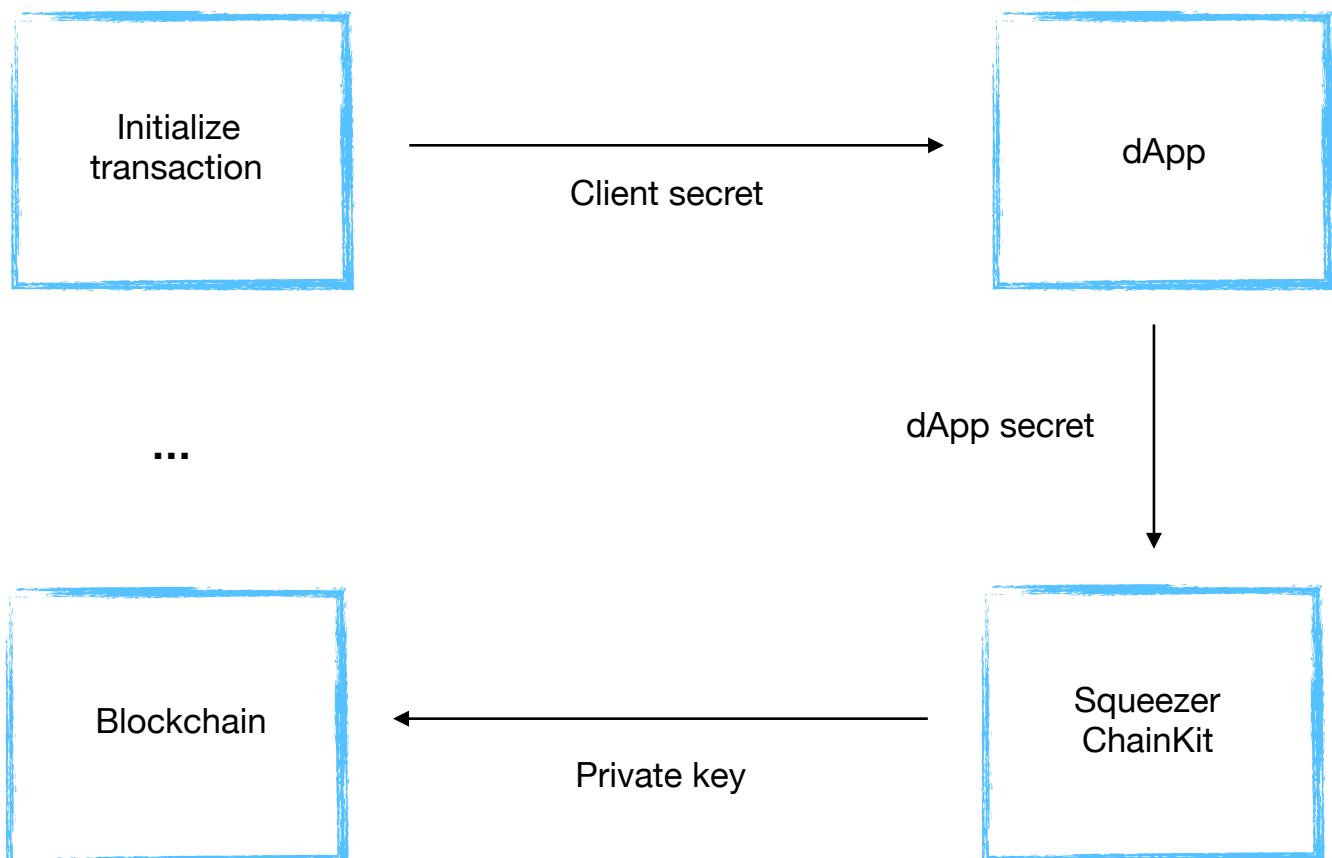 Initialize
transaction
Client secret
dApp
dApp secret
...
Blockchain
Private key
Squeezer
ChainKit